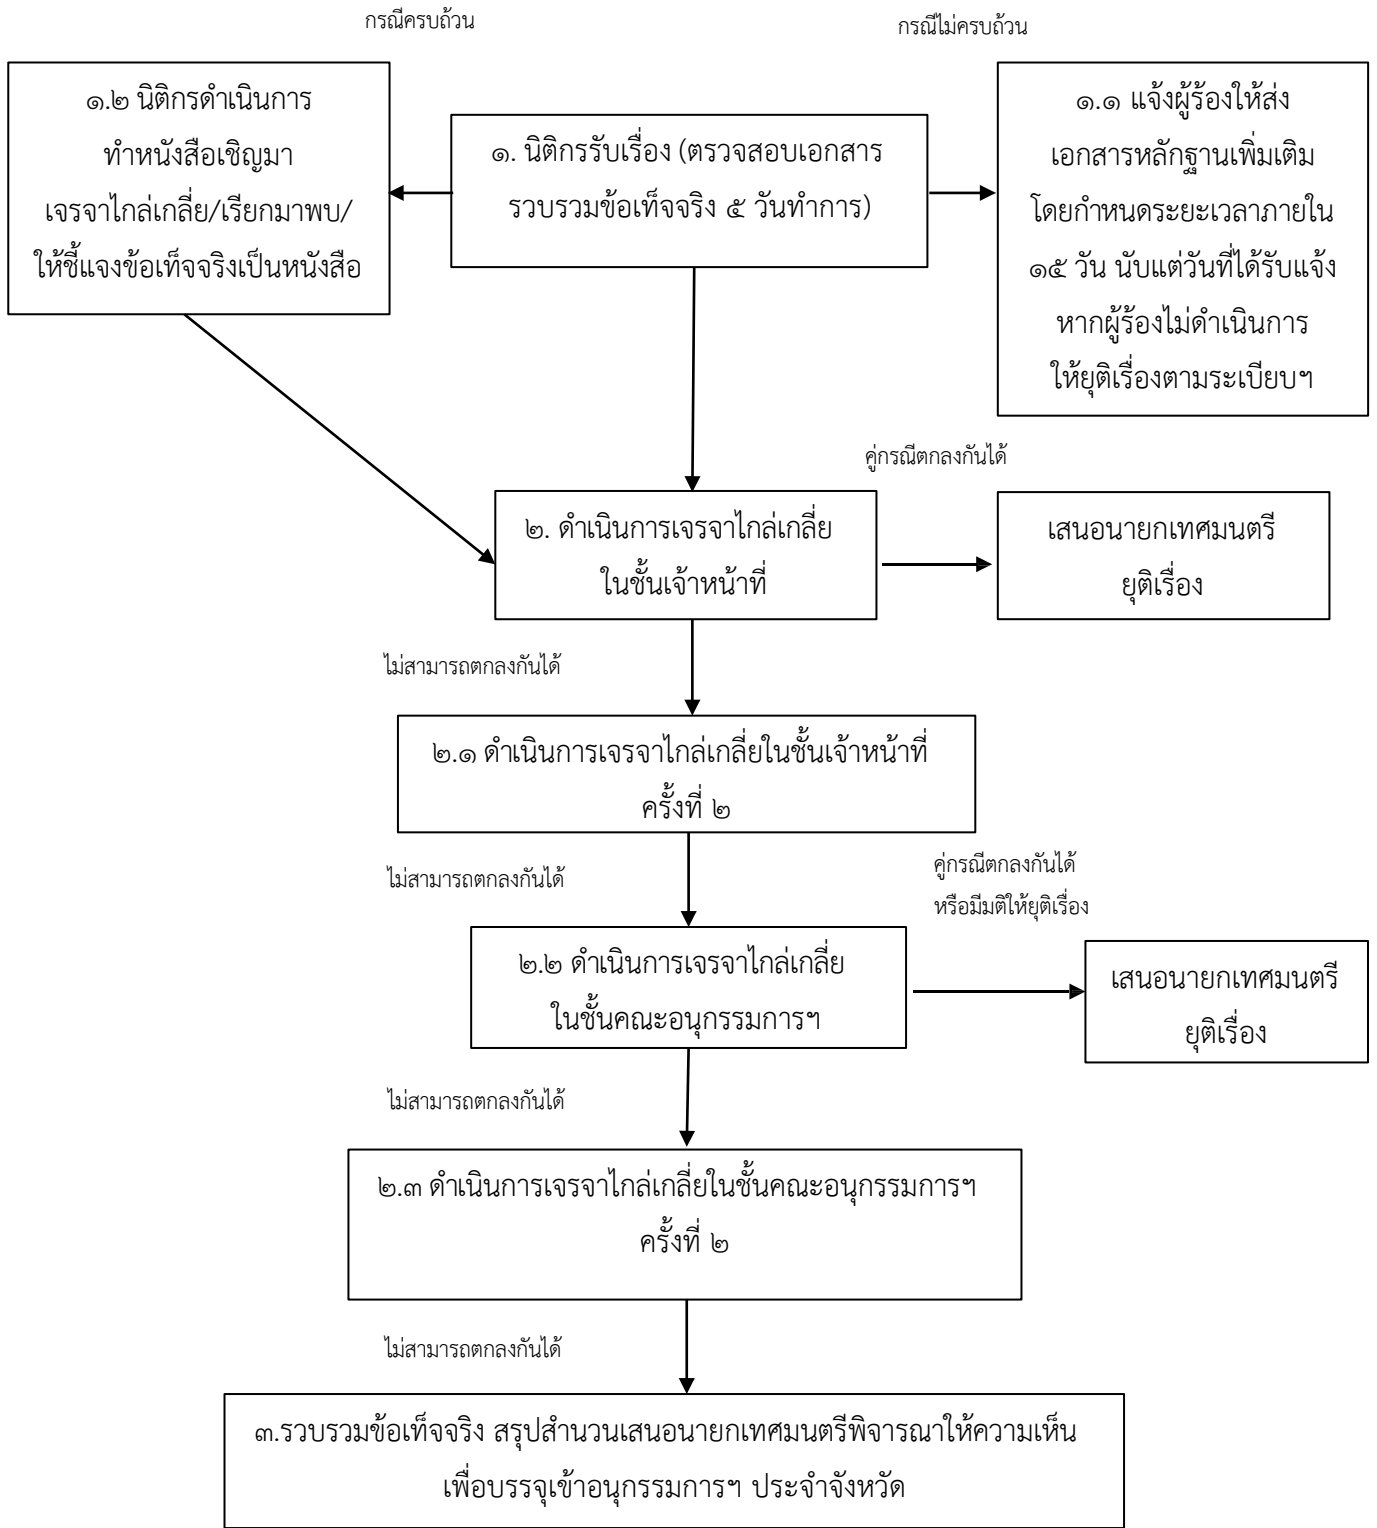 กรณีครบถ้วน
กรณีไม่ครบถ้วน
๑.๒ นิติกรดำเนินการ
ทำหนังสือเชิญมา
เจรจาไกล่เกลี่ย/เรียกมาพบ/
ให้ชี้แจงข้อเท็จจริงเป็นหนังสือ
๑. นิติกรรับเรื่อง (ตรวจสอบเอกสาร
รวบรวมข้อเท็จจริง ๕ วันทำการ)
๑.๑ แจ้งผู้ร้องให้ส่ง
เอกสารหลักฐานเพิ่มเติม
โดยกำหนดระยะเวลาภายใน
๑๕ วัน นับแต่วันที่ได้รับแจ้ง
หากผู้ร้องไม่ดำเนินการ
ให้ยุติเรื่องตามระเบียบฯ
คู่กรณีตกลงกันได้
๒. ดำเนินการเจรจาไกล่เกลี่ย
ในชั้นเจ้าหน้าที่
เสนอนายกเทศมนตรี
ยุติเรื่อง
ไม่สามารถตกลงกันได้
๒.๑ ดำเนินการเจรจาไกล่เกลี่ยในชั้นเจ้าหน้าที่
ครั้งที่ ๒
ไม่สามารถตกลงกันได้
คู่กรณีตกลงกันได้
หรือมีมติให้ยุติเรื่อง
๒.๒ ดำเนินการเจรจาไกล่เกลี่ย
ในชั้นคณะอนุกรรมการฯ
เสนอนายกเทศมนตรี
ยุติเรื่อง
ไม่สามารถตกลงกันได้
๒.๓ ดำเนินการเจรจาไกล่เกลี่ยในชั้นคณะอนุกรรมการฯ
ครั้งที่ ๒
ไม่สามารถตกลงกันได้
๓.รวบรวมข้อเท็จจริง สรุปสำนวนเสนอนายกเทศมนตรีพิจารณาให้ความเห็น
เพื่อบรรจุเข้าอนุกรรมการฯ ประจำจังหวัด